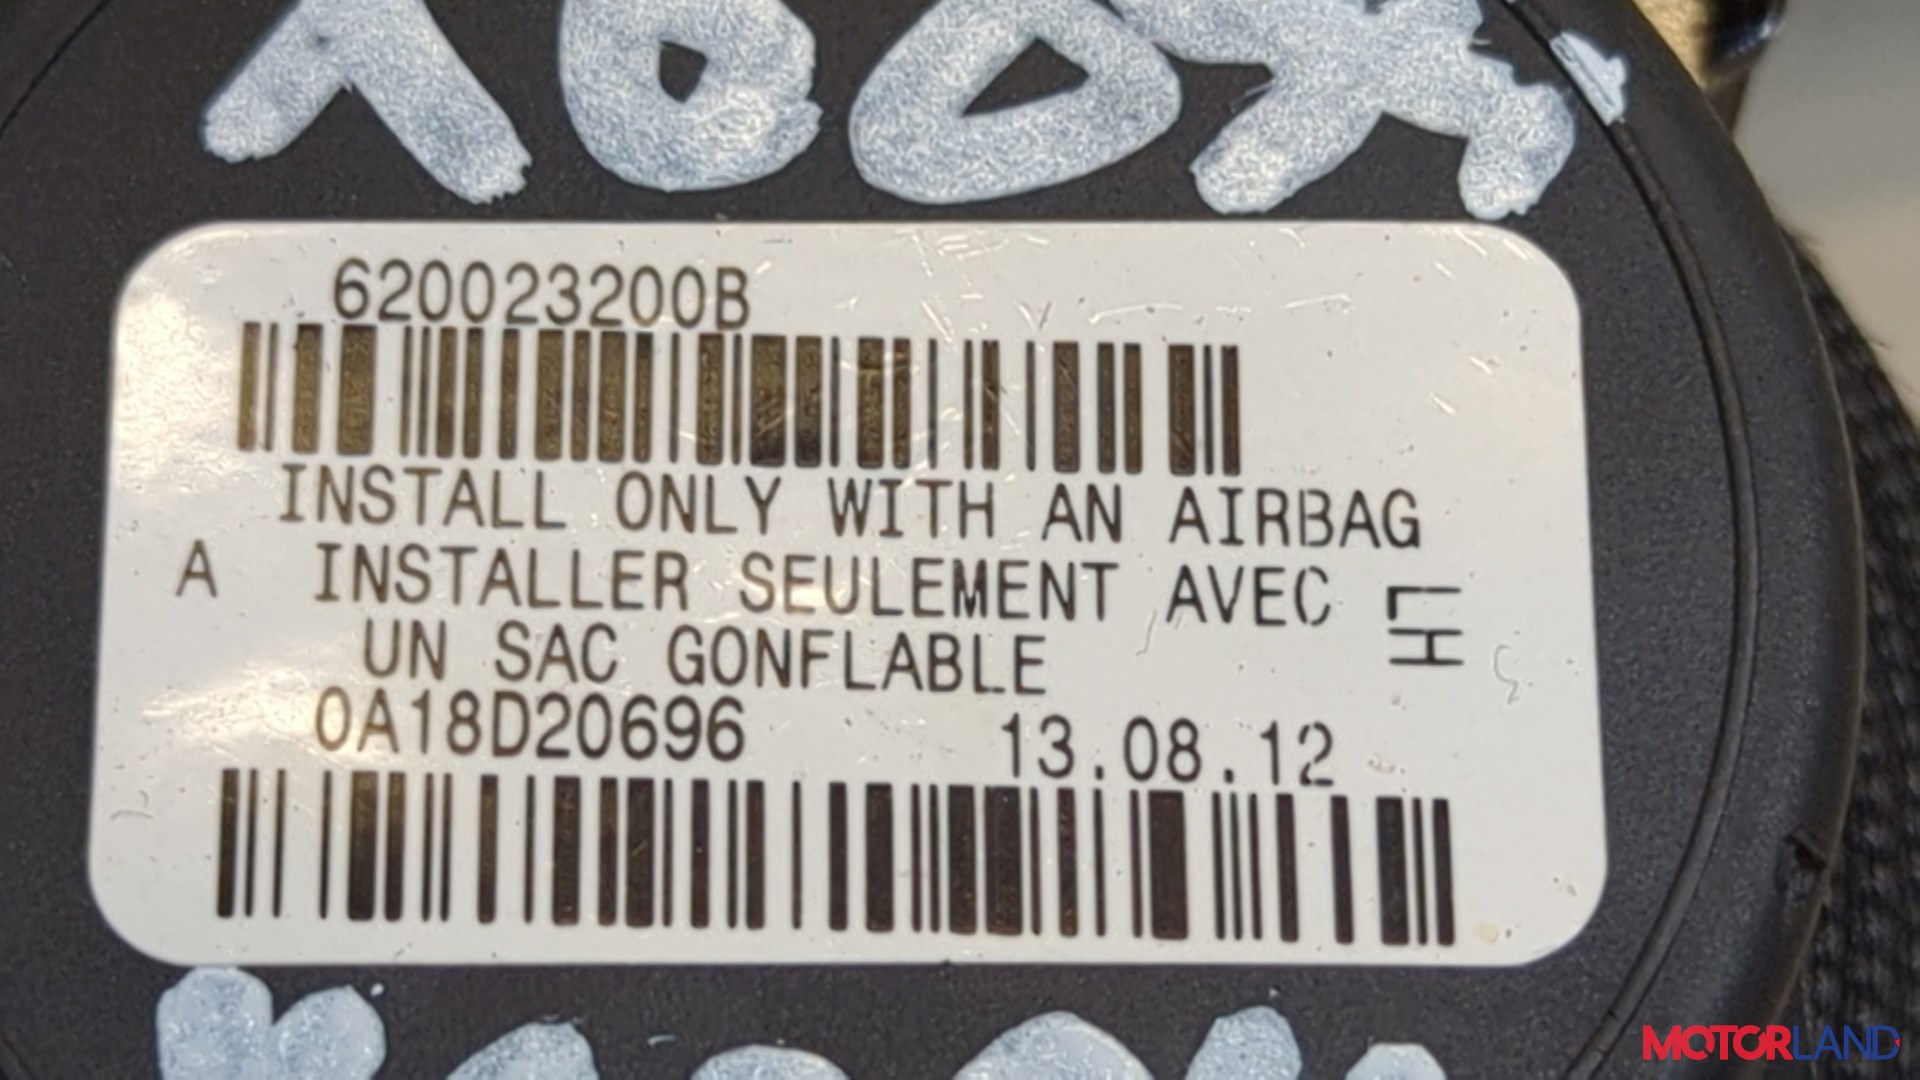 620023200B
INSTALL ONLY WITH AN AIRBAG
A INSTALLER SEULEMENT AVEC
UN SAC GONFLABLE
LH
0A18D20696 13.08.12
MOTORLAND